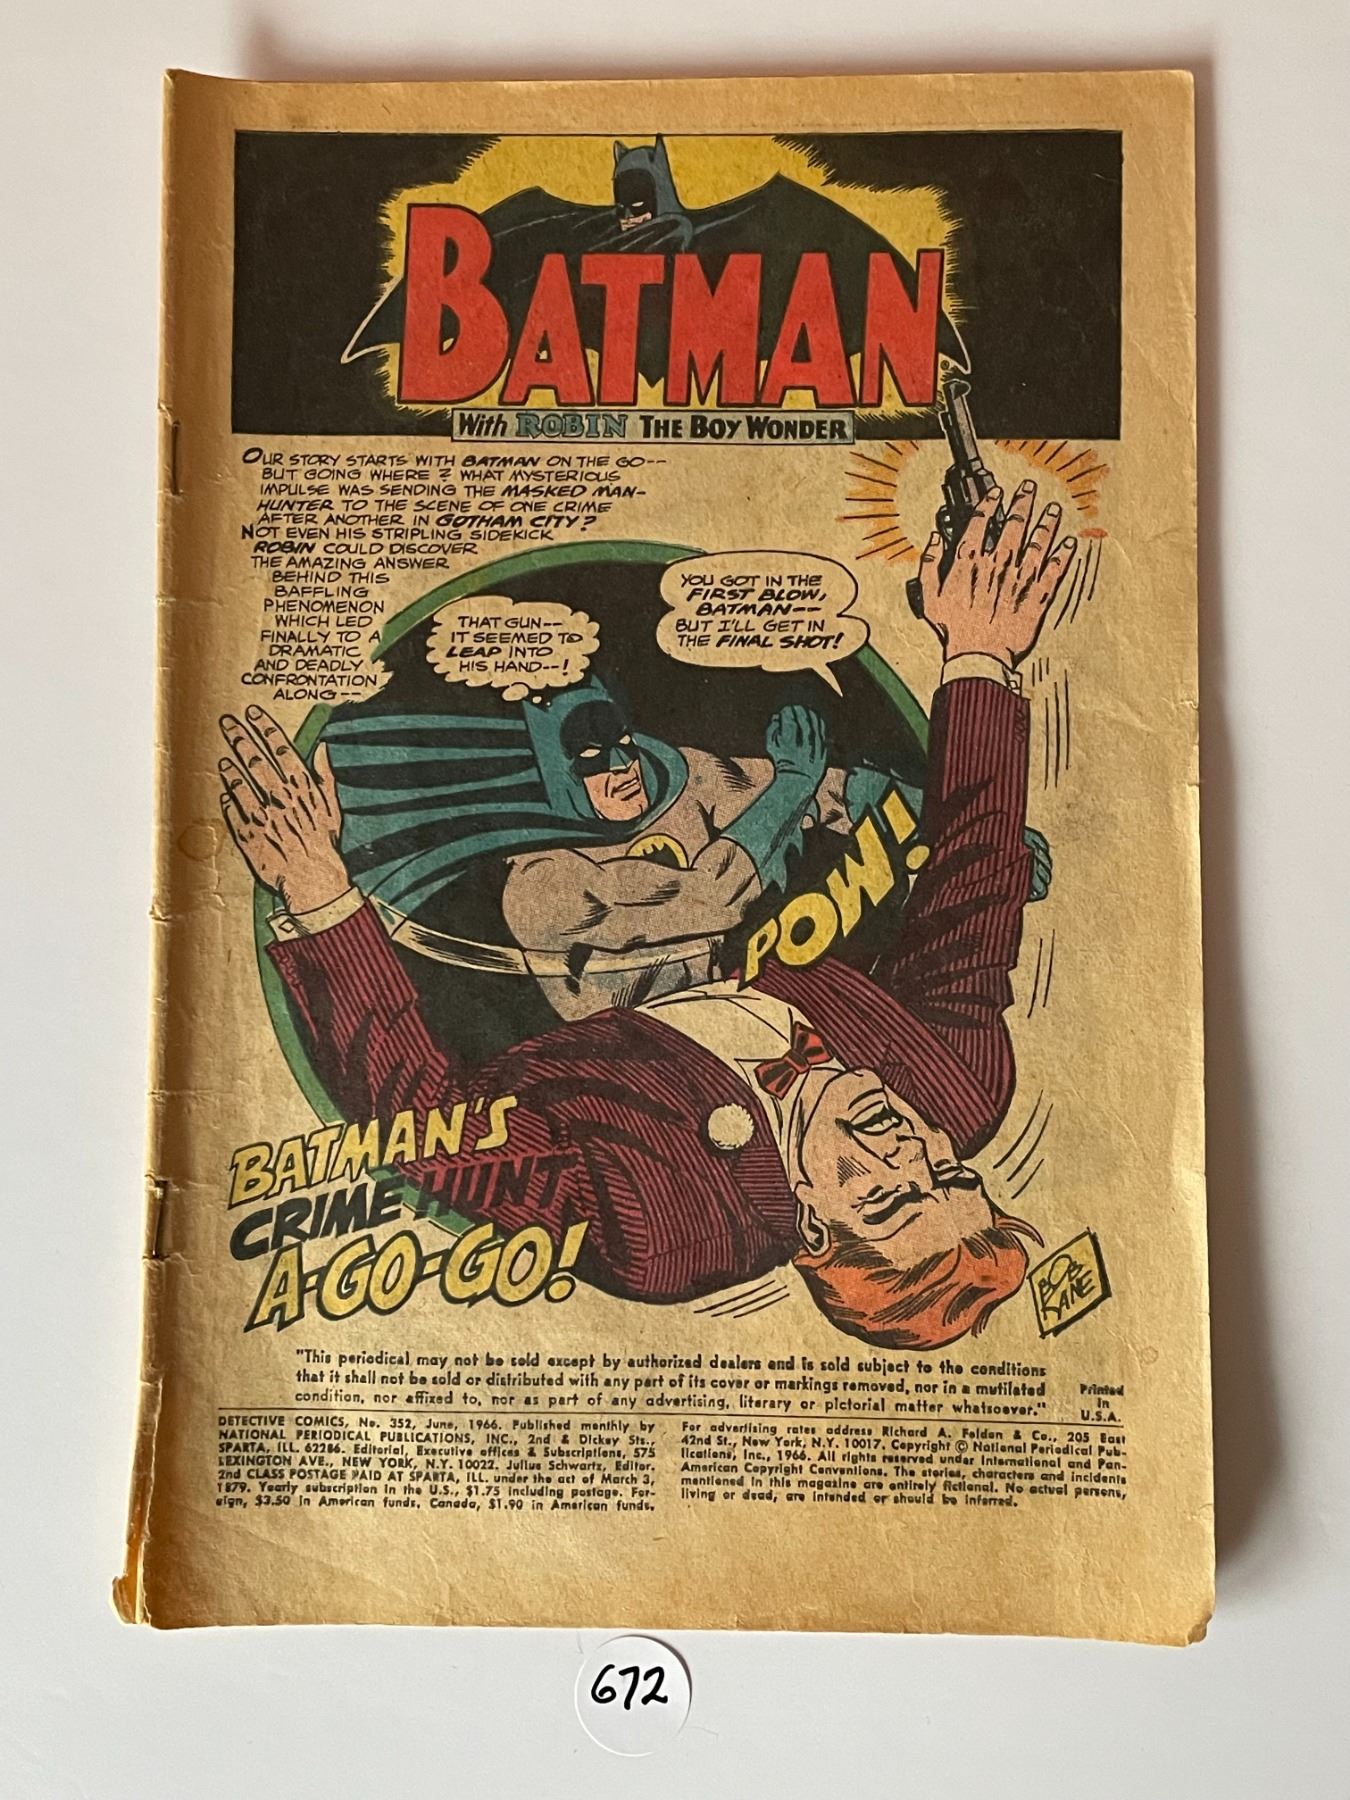 BATMAN
With ROBIN THE BOY WONDER
OUR STORY STARTS WITH BATMAN ON THE GO--
BUT GOING WHERE? WHAT MYSTERIOUS
IMPULSE WAS SENDING THE MASKED MAN-
HUNTER TO THE SCENE OF ONE CRIME
AFTER ANOTHER IN GOTHAM CITY?
NOT EVEN HIS STRIPLING SIDEKICK
ROBIN COULD DISCOVER
THE AMAZING ANSWER
BEHIND THIS
BAFFLING
PHENOMENON
WHICH LED
FINALLY TO A
DRAMATIC
AND DEADLY
CONFRONTATION
ALONG--
THAT GUN--
IT SEEMED TO
LEAP INTO
HIS HAND--!
YOU GOT IN THE
FIRST BLOW,
BATMAN--
BUT I'LL GET IN
THE FINAL SHOT!
POW!
BATMAN'S
CRIME HUNT
A-GO-GO!
BOB
KANE
"This periodical may not be sold except by authorized dealers and is sold subject to the conditions
that it shall not be sold or distributed with any part of its cover or markings removed, nor in a mutilated
condition, nor affixed to, nor as part of any advertising, literary or pictorial matter whatsoever."
Printed
in
U.S.A.
DETECTIVE COMICS, No. 352, June, 1966. Published monthly by
NATIONAL PERIODICAL PUBLICATIONS, INC., 2nd & Dickey Sts.,
SPARTA, ILL. 62286. Editorial, Executive offices & Subscriptions, 575
LEXINGTON AVE., NEW YORK, N.Y. 10022. Julius Schwartz, Editor.
2nd CLASS POSTAGE PAID AT SPARTA, ILL. under the act of March 3,
1879. Yearly subscription in the U.S., $1.75 including postage. For-
eign, $3.50 in American funds, Canada, $1.90 in American funds.
For advertising rates address Richard A. Feldon & Co., 205 East
42nd St., New York, N.Y. 10017. Copyright © National Periodical Pub-
lications, Inc., 1966. All rights reserved under International and Pan-
American Copyright Conventions. The stories, characters and incidents
mentioned in this magazine are entirely fictional. No actual persons,
living or dead, are intended or should be inferred.
672